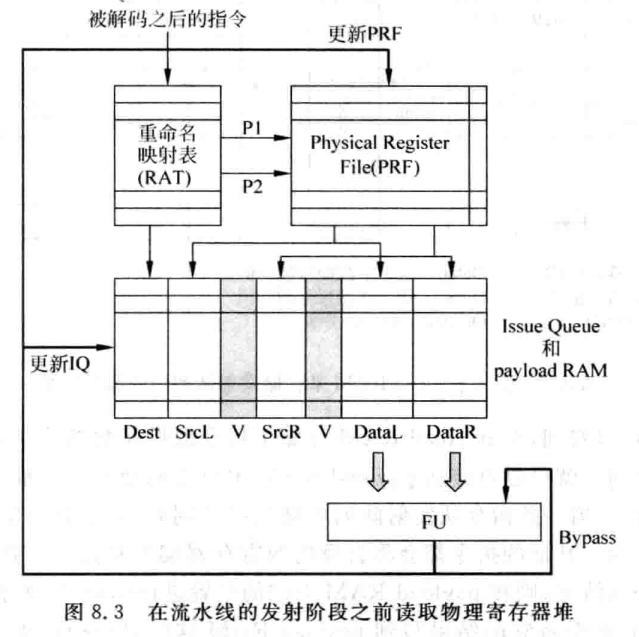 被解码之后的指令
更新PRF
重命名
映射表
(RAT)
P1
P2
Physical Register
File(PRF)
更新IQ
Issue Queue
和
payload RAM
Dest SrcL V SrcR V DataL DataR
FU
Bypass
图 8.3 在流水线的发射阶段之前读取物理寄存器堆